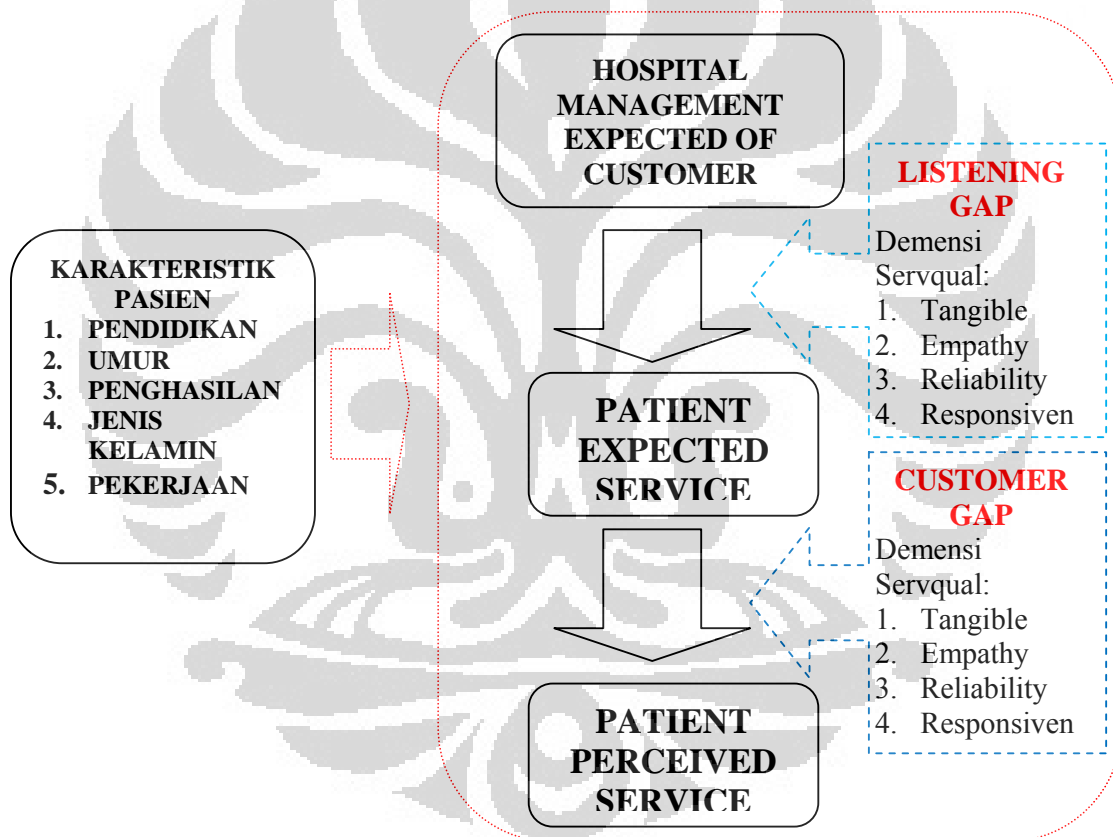 HOSPITAL
MANAGEMENT
EXPECTED OF
CUSTOMER
LISTENING
GAP
Demensi
Servqual:
1. Tangible
2. Empathy
3. Reliability
4. Responsiven
KARAKTERISTIK
PASIEN
1. PENDIDIKAN
2. UMUR
3. PENGHASILAN
4. JENIS
KELAMIN
5. PEKERJAAN
PATIENT
EXPECTED
SERVICE
CUSTOMER
GAP
Demensi
Servqual:
1. Tangible
2. Empathy
3. Reliability
4. Responsiven
PATIENT
PERCEIVED
SERVICE